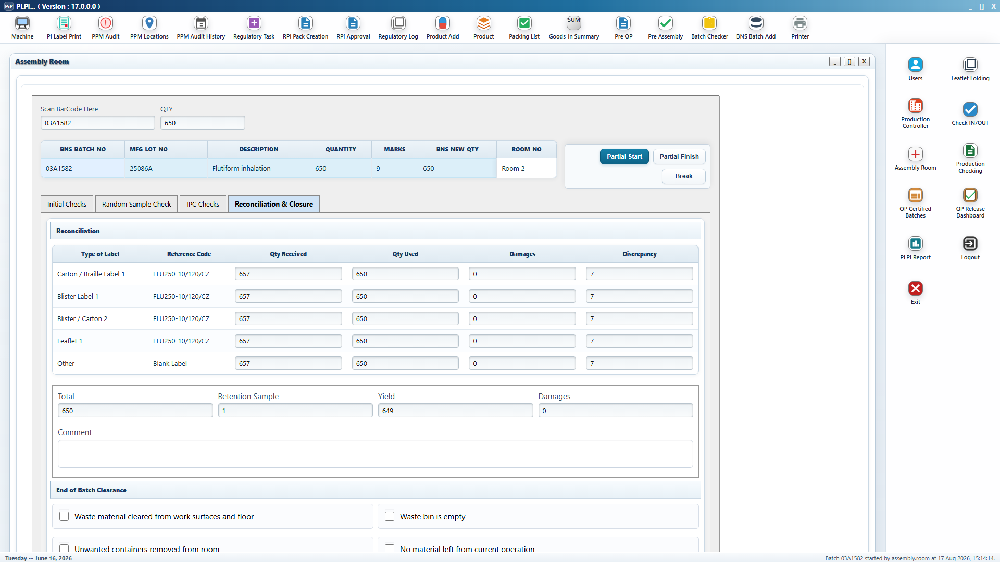 PiP PLPI... ( Version : 17.0.0.0 ) -
_ [] X
Machine
PI Label Print
PPM Audit
PPM Locations
PPM Audit History
Regulatory Task
RPi Pack Creation
RPi Approval
Regulatory Log
Product Add
Product
Packing List
SUM
Goods-in Summary
Pre QP
Pre Assembly
Batch Checker
BNS Batch Add
Printer
Assembly Room
_ [] X
Scan BarCode Here QTY
03A1582 650
BNS_BATCH_NO MFG_LOT_NO DESCRIPTION QUANTITY MARKS BNS_NEW_QTY ROOM_NO
03A1582 25086A Flutiform inhalation 650 9 650 Room 2
Partial Start Partial Finish
Break
Initial Checks Random Sample Check IPC Checks Reconciliation & Closure
Reconciliation
Type of Label Reference Code Qty Received Qty Used Damages Discrepancy
Carton / Braille Label 1 FLU250-10/120/CZ 657 650 0 7
Blister Label 1 FLU250-10/120/CZ 657 650 0 7
Blister / Carton 2 FLU250-10/120/CZ 657 650 0 7
Leaflet 1 FLU250-10/120/CZ 657 650 0 7
Other Blank Label 657 650 0 7
Total Retention Sample Yield Damages
650 1 649 0
Comment
End of Batch Clearance
Waste material cleared from work surfaces and floor Waste bin is empty
Unwanted containers removed from room No material left from current operation
Users Leaflet Folding
Production Controller
Check IN/OUT
Assembly Room
Production Checking
QP Certified Batches
QP Release Dashboard
PLPI Report Logout
Exit
Tuesday -- June 16, 2026
Batch 03A1582 started by assembly.room at 17 Aug 2026, 15:14:14.